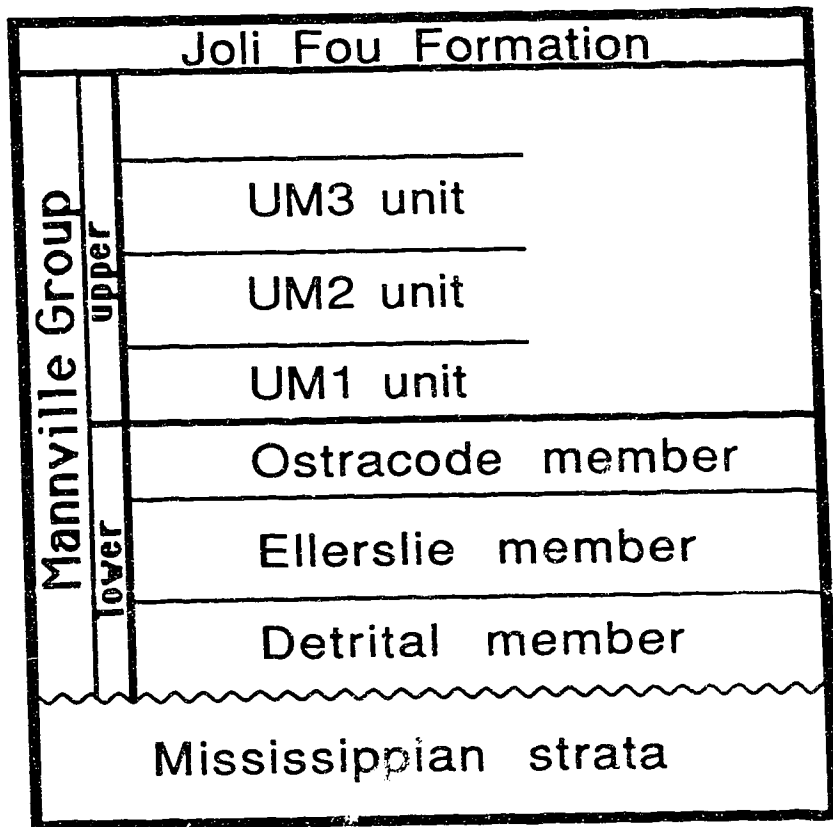 Joli Fou Formation
Mannville Group
upper
UM3 unit
UM2 unit
UM1 unit
lower
Ostracode member
Ellerslie member
Detrital member
Mississippian strata